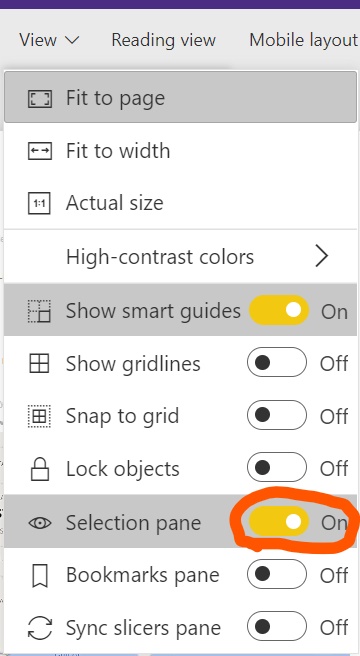 View Reading view Mobile layout
Fit to page
Fit to width
1:1 Actual size
High-contrast colors
Show smart guides On
Show gridlines Off
Snap to grid Off
Lock objects Off
Selection pane On
Bookmarks pane Off
Sync slicers pane Off